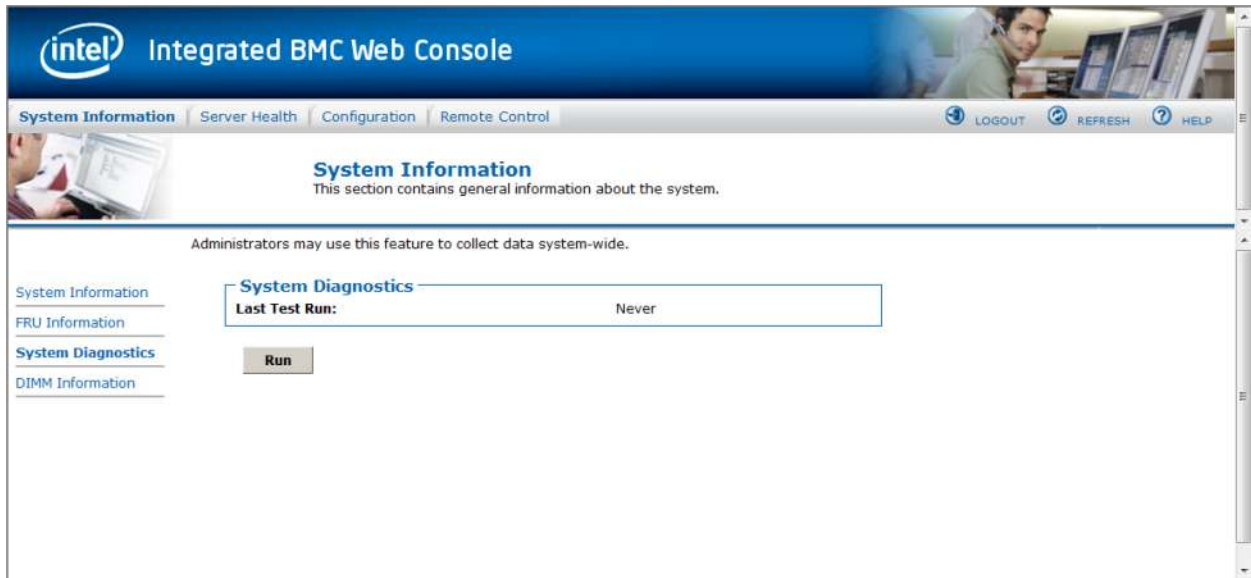 intel Integrated BMC Web Console
System Information Server Health Configuration Remote Control LOGOUT REFRESH ? HELP
System Information
This section contains general information about the system.
Administrators may use this feature to collect data system-wide.
System Information
FRU Information
System Diagnostics
DIMM Information
System Diagnostics
Last Test Run: Never
Run